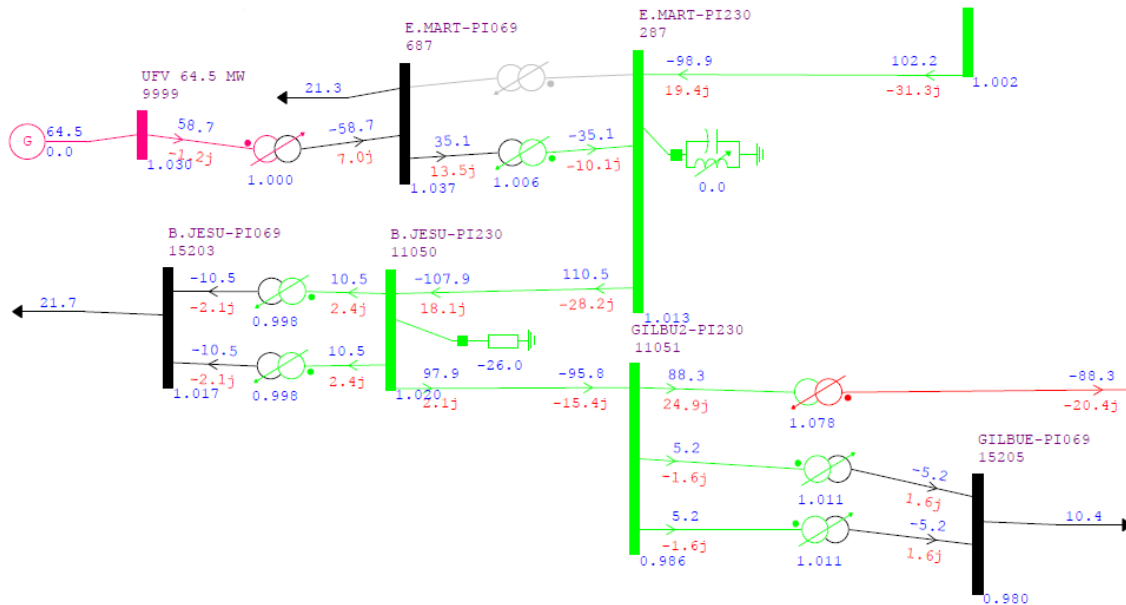 E.MART-PI230
287
E.MART-PI069
687
UFV 64.5 MW
9999
-98.9
19.4j
102.2
-31.3j
1.002
21.3
G
64.5
0.0
58.7
-1.2j
1.030
1.000
-58.7
7.0j
35.1
13.5j
1.037
1.006
-35.1
-10.1j
0.0
1.013
B.JESU-PI069
15203
B.JESU-PI230
11050
-10.5
-2.1j
0.998
10.5
2.4j
-107.9
18.1j
110.5
-28.2j
21.7
-10.5
-2.1j
1.017
0.998
10.5
2.4j
1.020
-26.0
97.9
2.1j
-95.8
-15.4j
GILBU2-PI230
11051
88.3
24.9j
1.078
-88.3
-20.4j
5.2
-1.6j
1.011
-5.2
1.6j
5.2
-1.6j
0.986
1.011
-5.2
1.6j
GILBUE-PI069
15205
10.4
0.980